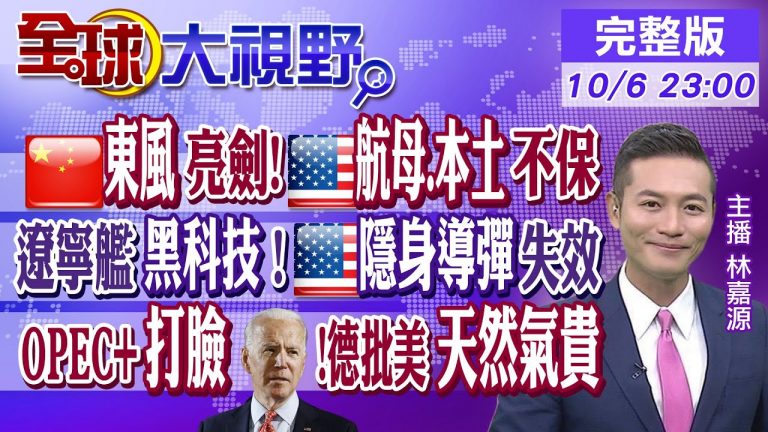 全球大視野
完整版
10/6 23:00
東風 亮劍! 航母.本土 不保
遼寧艦 黑科技! 隱身導彈 失效
OPEC+ 打臉 !德批美 天然氣貴
主播 林嘉源